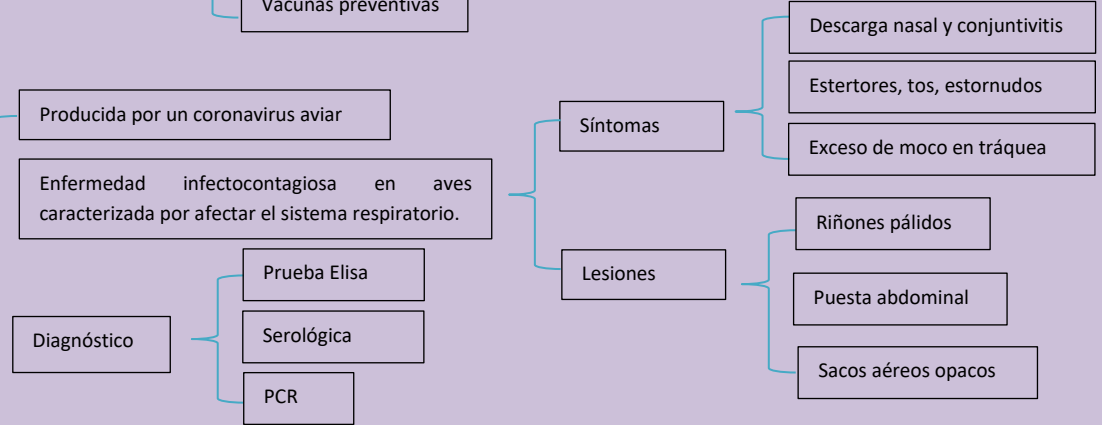 Vacunas preventivas
Producida por un coronavirus aviar
Enfermedad infectocontagiosa en aves
caracterizada por afectar el sistema respiratorio.
Síntomas
Descarga nasal y conjuntivitis
Estertores, tos, estornudos
Exceso de moco en tráquea
Lesiones
Riñones pálidos
Puesta abdominal
Sacos aéreos opacos
Diagnóstico
Prueba Elisa
Serológica
PCR